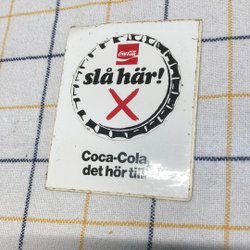 Coca-Cola
slå här!
X
Coca-Cola,
det hör till.